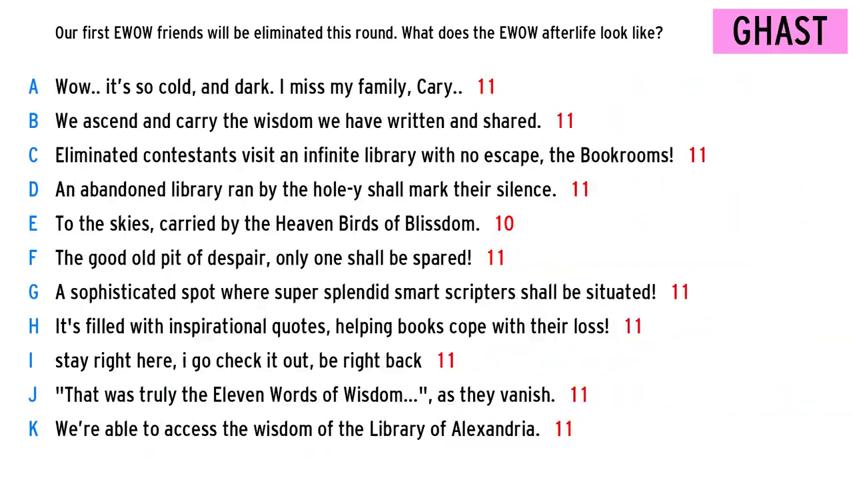 Our first EWOW friends will be eliminated this round. What does the EWOW afterlife look like?
GHAST
A Wow.. it's so cold, and dark. I miss my family, Cary.. 11
B We ascend and carry the wisdom we have written and shared. 11
C Eliminated contestants visit an infinite library with no escape, the Bookrooms! 11
D An abandoned library ran by the hole-y shall mark their silence. 11
E To the skies, carried by the Heaven Birds of Blissdom. 10
F The good old pit of despair, only one shall be spared! 11
G A sophisticated spot where super splendid smart scripters shall be situated! 11
H It's filled with inspirational quotes, helping books cope with their loss! 11
I stay right here, i go check it out, be right back 11
J "That was truly the Eleven Words of Wisdom...", as they vanish. 11
K We're able to access the wisdom of the Library of Alexandria. 11